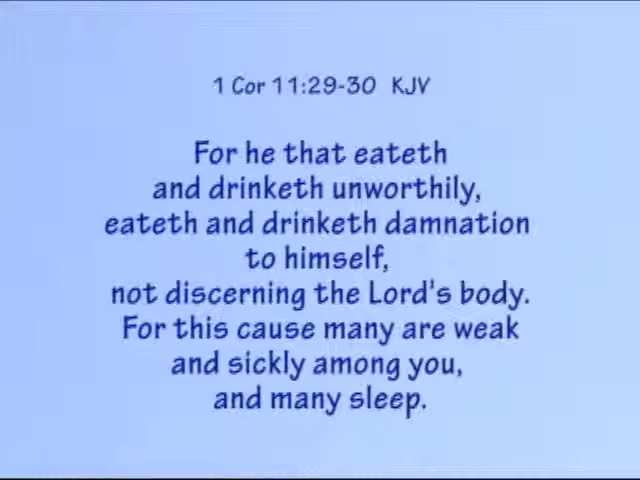 1 Cor 11:29-30 KJV
For he that eateth
and drinketh unworthily,
eateth and drinketh damnation
to himself,
not discerning the Lord's body.
For this cause many are weak
and sickly among you,
and many sleep.